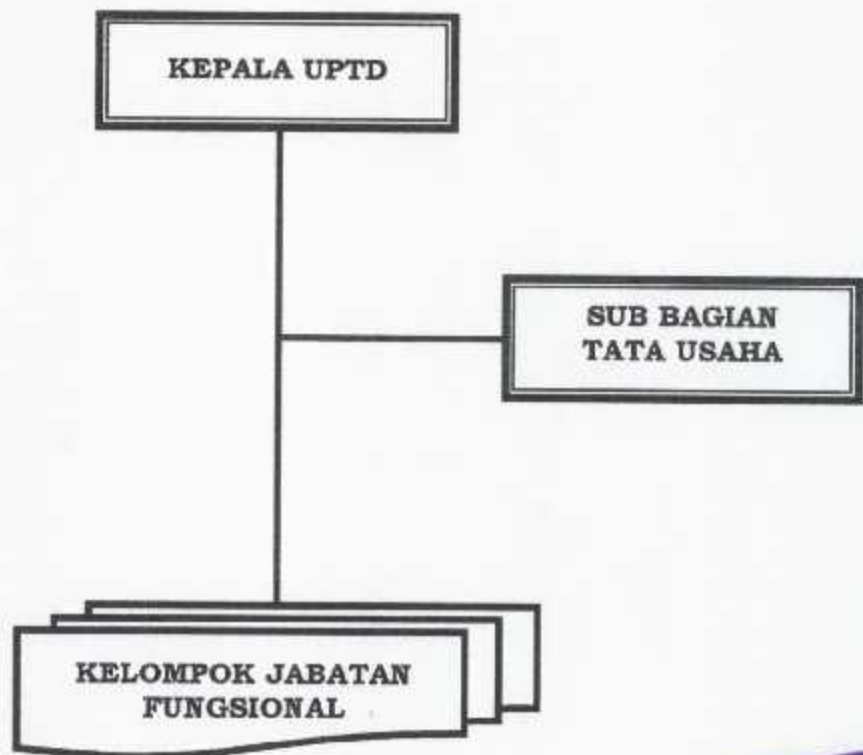 KEPALA UPTD
SUB BAGIAN
TATA USAHA
KELOMPOK JABATAN
FUNGSIONAL